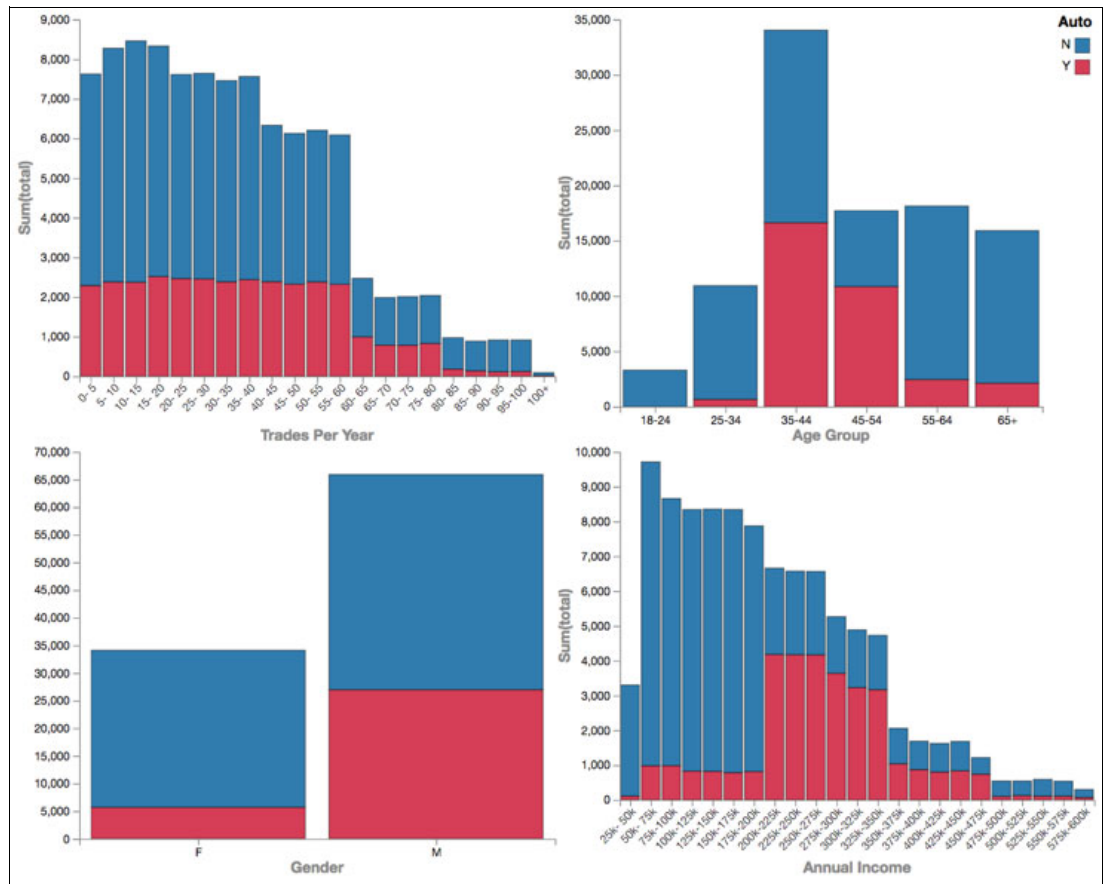 9,000
8,000
7,000
6,000
5,000
4,000
3,000
2,000
1,000
0
Sum(total)
0- 5
5- 10
10- 15
15- 20
20- 25
25- 30
30- 35
35- 40
40- 45
45- 50
50- 55
55- 60
60- 65
65- 70
70- 75
75- 80
80- 85
85- 90
90- 95
95-100
100+
Trades Per Year
35,000
30,000
25,000
20,000
15,000
10,000
5,000
0
Sum(total)
18-24
25-34
35-44
45-54
55-64
65+
Age Group
Auto
N
Y
70,000
65,000
60,000
55,000
50,000
45,000
40,000
35,000
30,000
25,000
20,000
15,000
10,000
5,000
0
F
M
Gender
10,000
9,000
8,000
7,000
6,000
5,000
4,000
3,000
2,000
1,000
0
Sum(total)
25k- 50k
50k- 75k
75k-100k
100k-125k
125k-150k
150k-175k
175k-200k
200k-225k
225k-250k
250k-275k
275k-300k
300k-325k
325k-350k
350k-375k
375k-400k
400k-425k
425k-450k
450k-475k
475k-500k
500k-525k
525k-550k
550k-575k
575k-600k
Annual Income